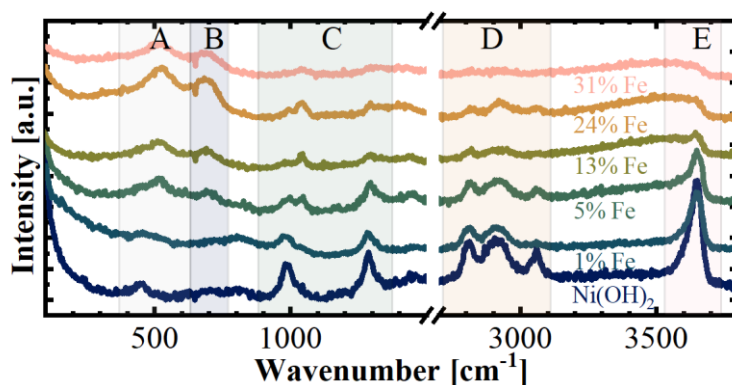 A B C D E
31% Fe
24% Fe
13% Fe
5% Fe
1% Fe
Ni(OH)₂
Intensity [a.u.]
500 1000 3000 3500
Wavenumber [cm⁻¹]